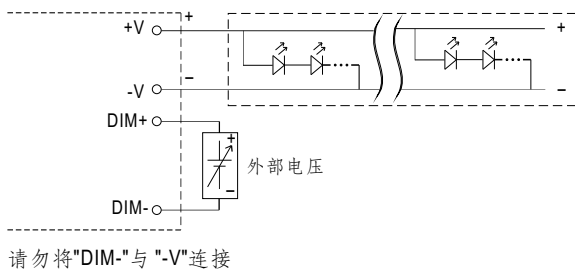 +V
+
+
-V
−
−
DIM+
+
外部电压
−
DIM-
请勿将"DIM-"与 "-V"连接